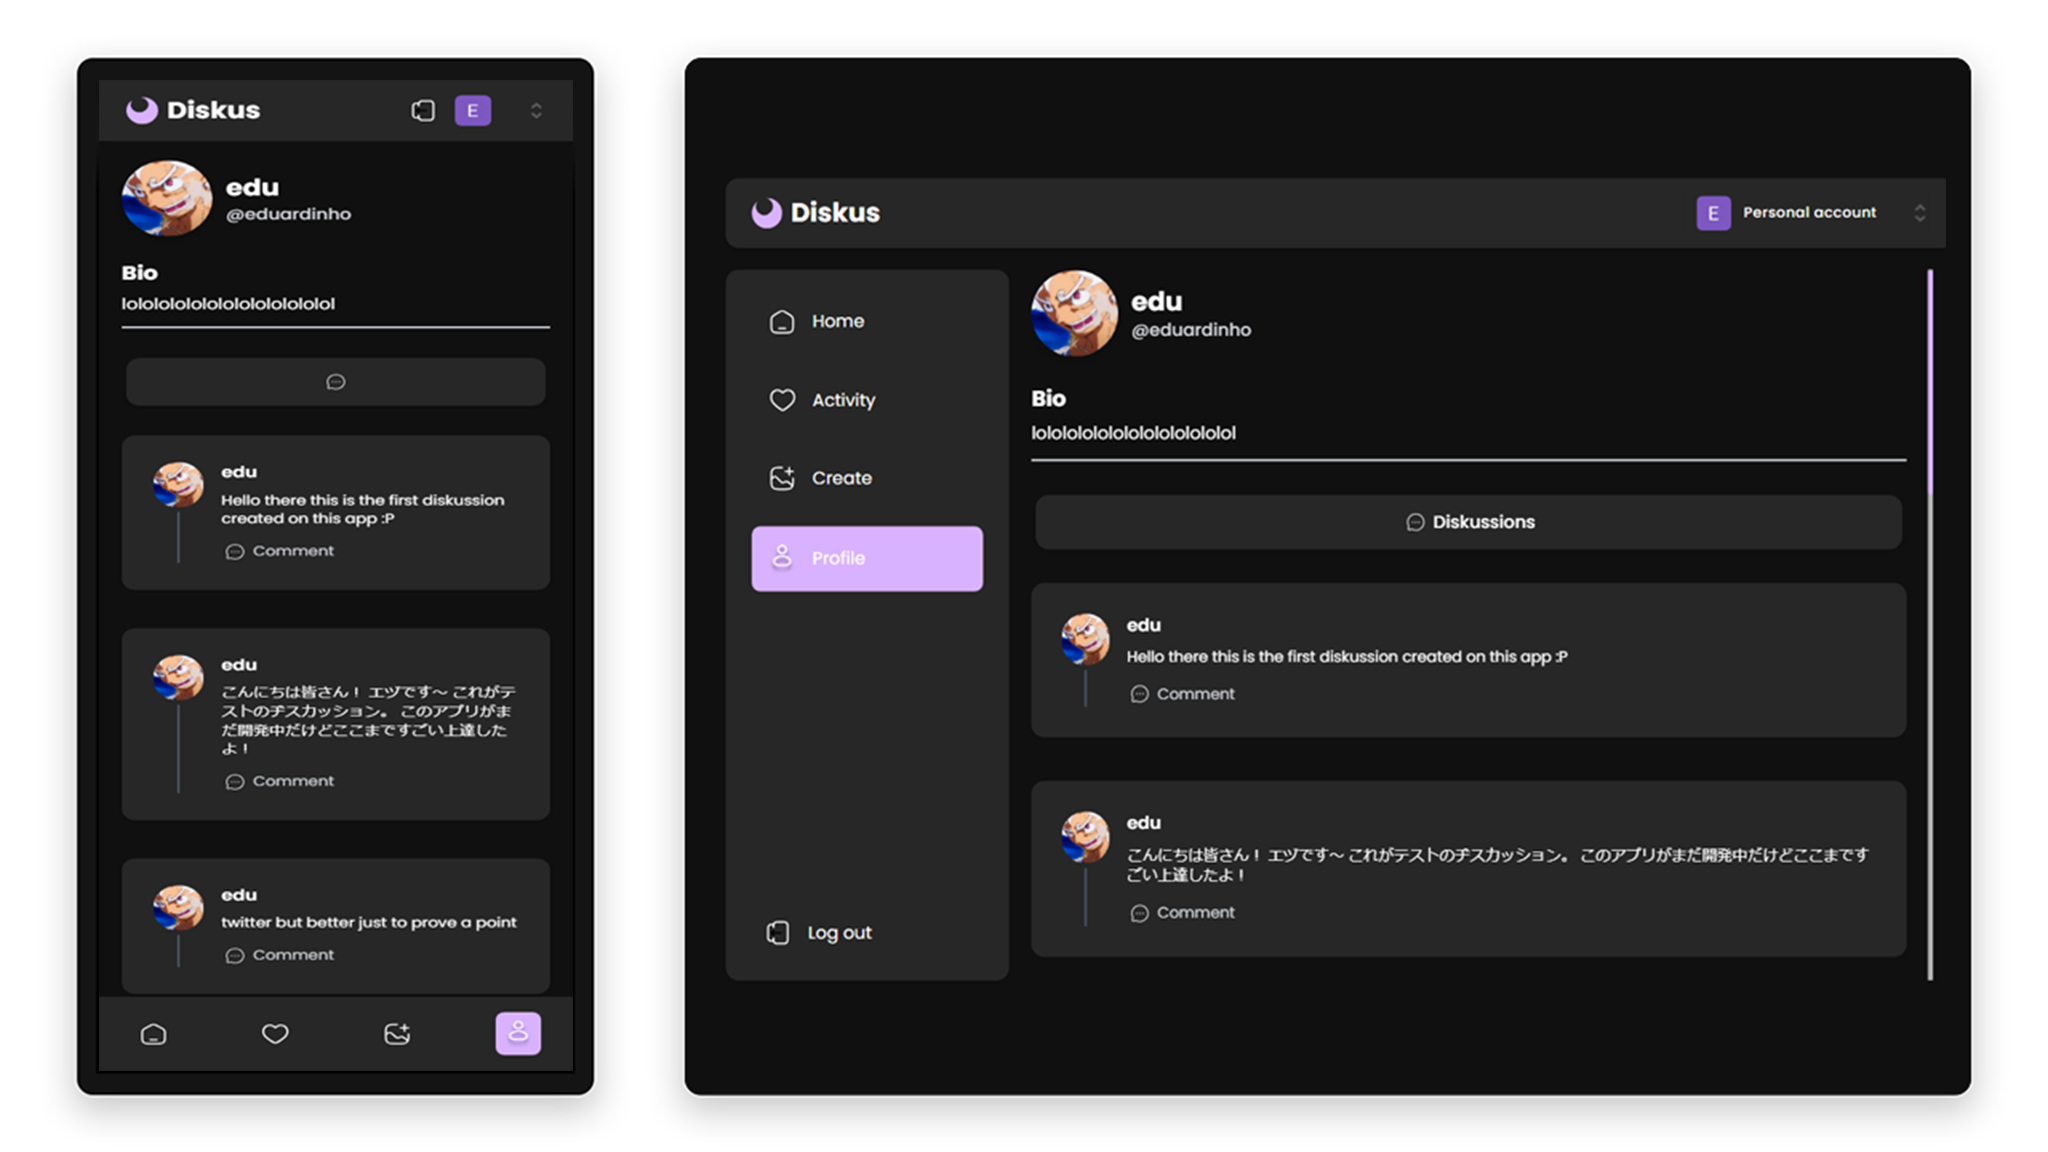 Diskus
E
edu
@eduardinho
Bio
lolololololololololololololol
edu
Hello there this is the first diskussion
created on this app :P
Comment
edu
こんにちは皆さん！ エヅです～ これがテ
ストのヂスカッション。 このアプリがま
だ開発中だけどここまですごい上達した
よ！
Comment
edu
twitter but better just to prove a point
Comment
Diskus
E Personal account
Home
Activity
Create
Profile
Log out
edu
@eduardinho
Bio
lolololololololololololololol
Diskussions
edu
Hello there this is the first diskussion created on this app :P
Comment
edu
こんにちは皆さん！ エヅです～ これがテストのヂスカッション。 このアプリがまだ開発中だけどここまです
ごい上達したよ！
Comment